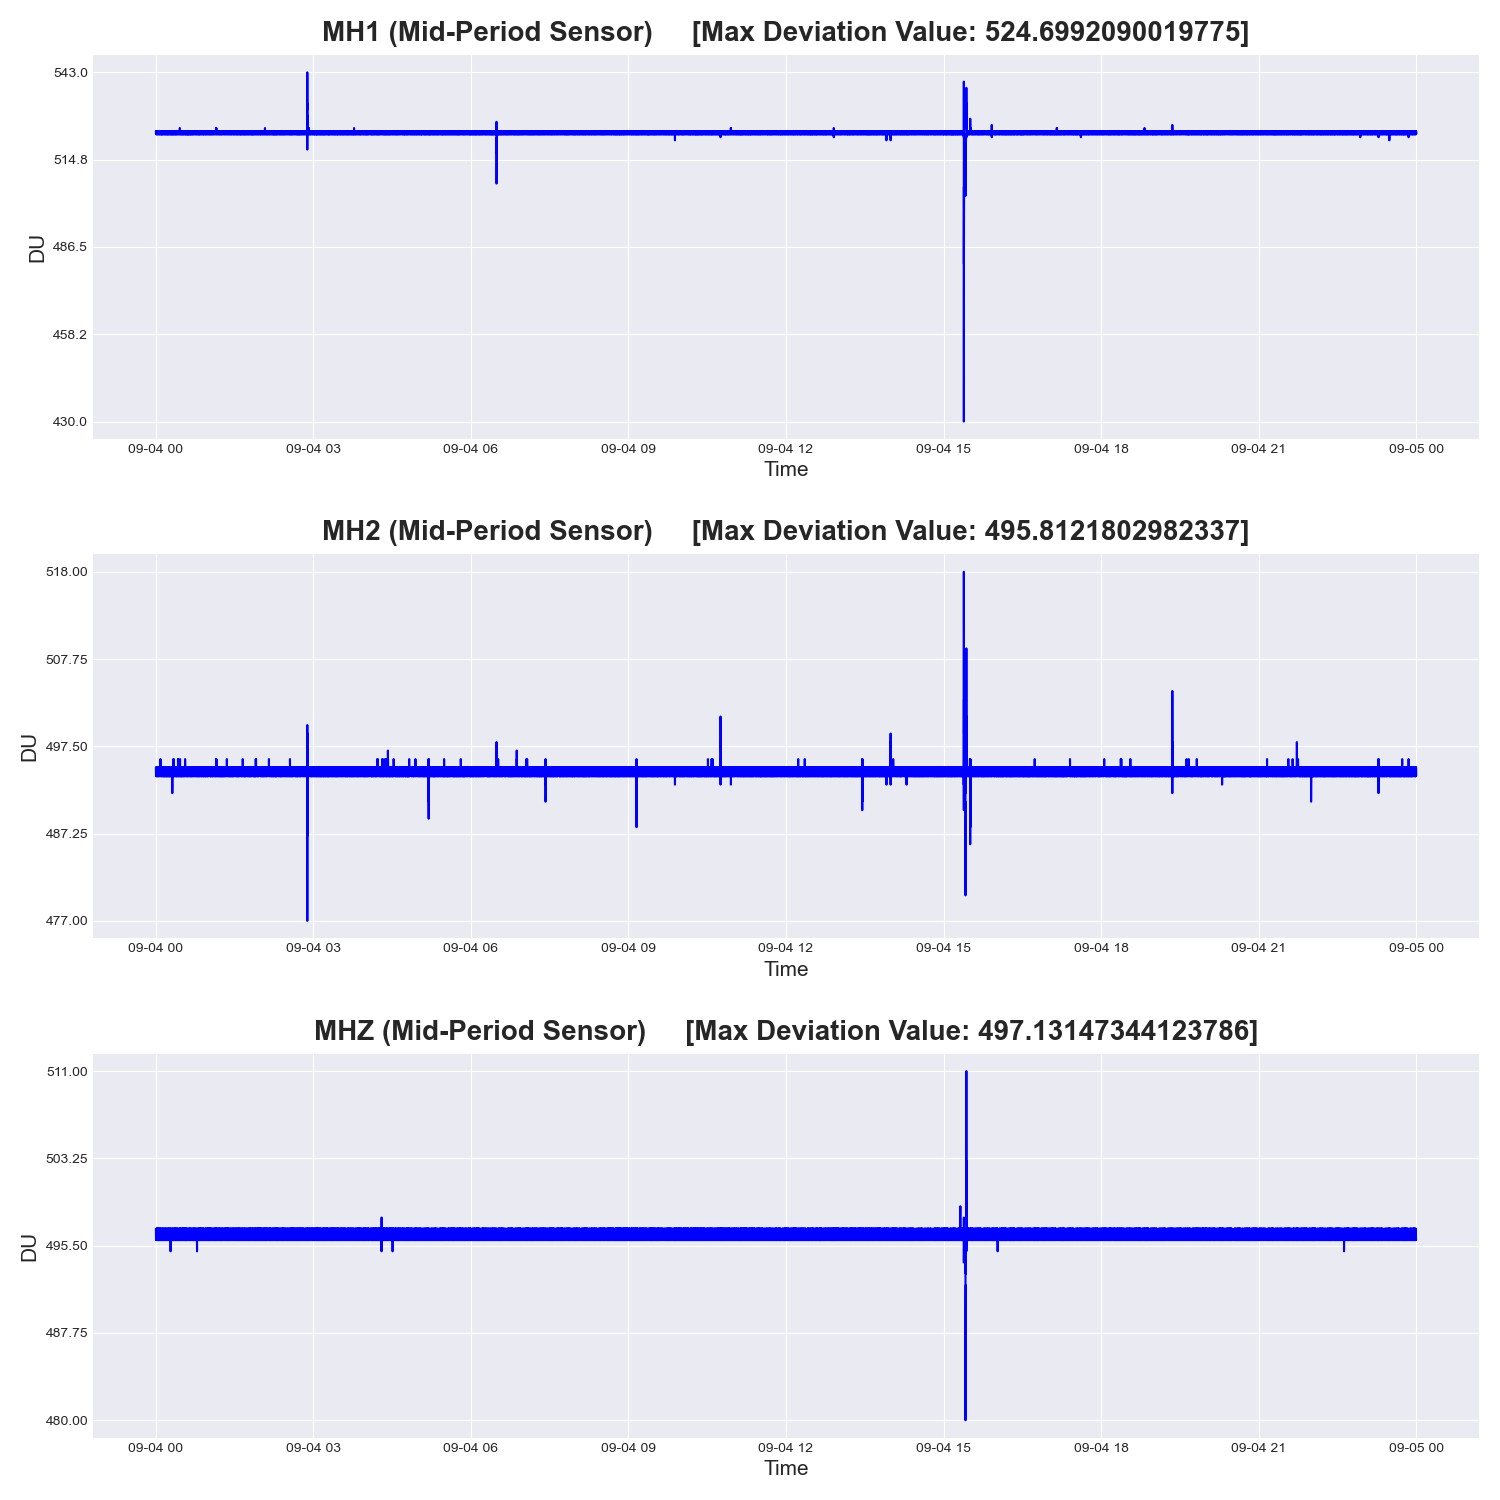 MH1 (Mid-Period Sensor) [Max Deviation Value: 524.6992090019775]
543.0
514.8
486.5
458.2
430.0
DU
09-04 00 09-04 03 09-04 06 09-04 09 09-04 12 09-04 15 09-04 18 09-04 21 09-05 00
Time
MH2 (Mid-Period Sensor) [Max Deviation Value: 495.8121802982337]
518.00
507.75
497.50
487.25
477.00
DU
09-04 00 09-04 03 09-04 06 09-04 09 09-04 12 09-04 15 09-04 18 09-04 21 09-05 00
Time
MHZ (Mid-Period Sensor) [Max Deviation Value: 497.13147344123786]
511.00
503.25
495.50
487.75
480.00
DU
09-04 00 09-04 03 09-04 06 09-04 09 09-04 12 09-04 15 09-04 18 09-04 21 09-05 00
Time